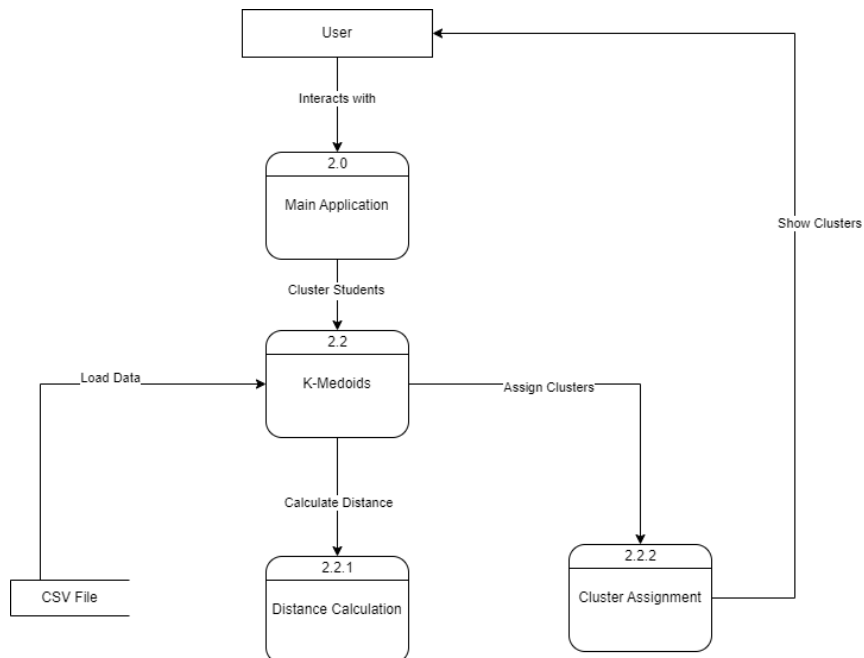 User
Interacts with
2.0
Main Application
Show Clusters
Cluster Students
2.2
K-Medoids
Load Data
Assign Clusters
Calculate Distance
2.2.1
Distance Calculation
2.2.2
Cluster Assignment
CSV File